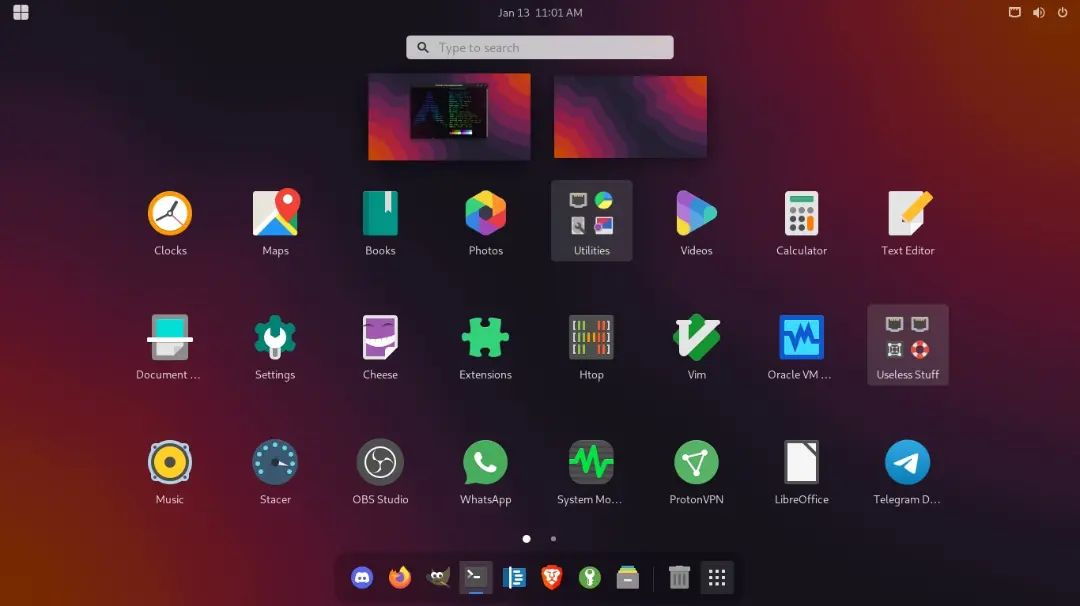 Jan 13 11:01 AM
Type to search
Clocks
Maps
Books
Photos
Utilities
Videos
Calculator
Text Editor
Document ...
Settings
Cheese
Extensions
Htop
Vim
Oracle VM ...
Useless Stuff
Music
Stacer
OBS Studio
WhatsApp
System Mo...
ProtonVPN
LibreOffice
Telegram D...